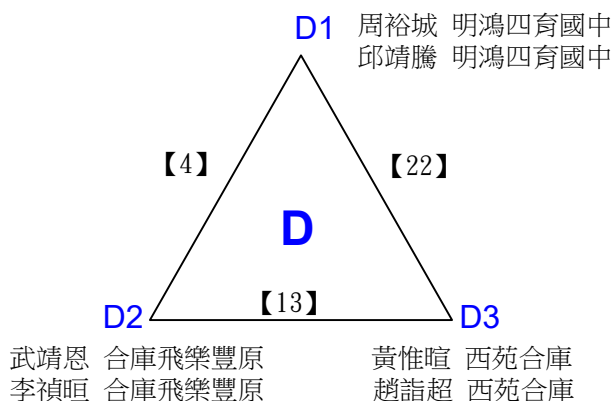 D1
周裕城 明鴻四育國中
邱靖騰 明鴻四育國中
【4】
【22】
D
【13】
D2
D3
武靖恩 合庫飛樂豐原
李禎晅 合庫飛樂豐原
黃惟暄 西苑合庫
趙詣超 西苑合庫